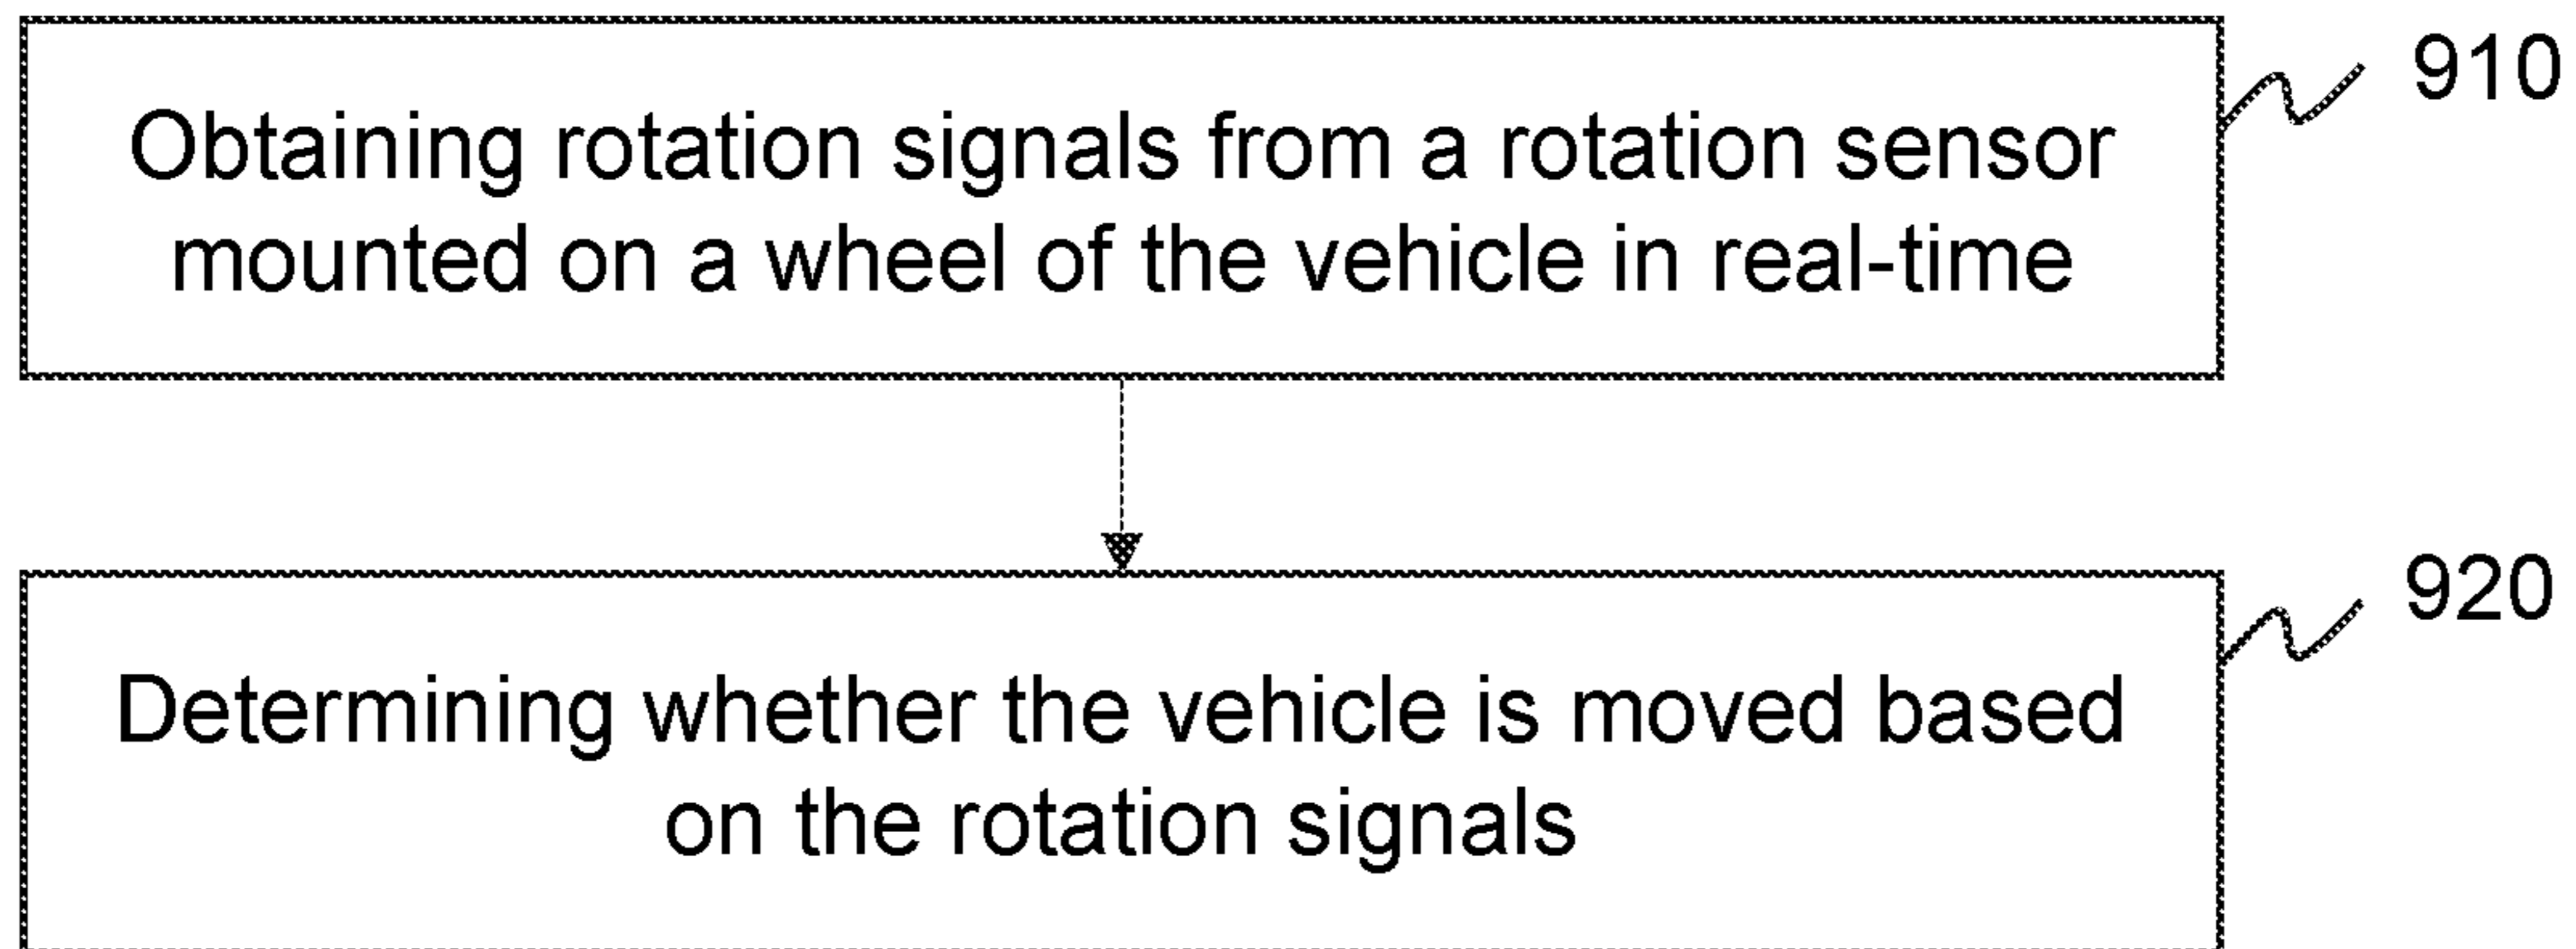 910
Obtaining rotation signals from a rotation sensor
mounted on a wheel of the vehicle in real-time
920
Determining whether the vehicle is moved based
on the rotation signals